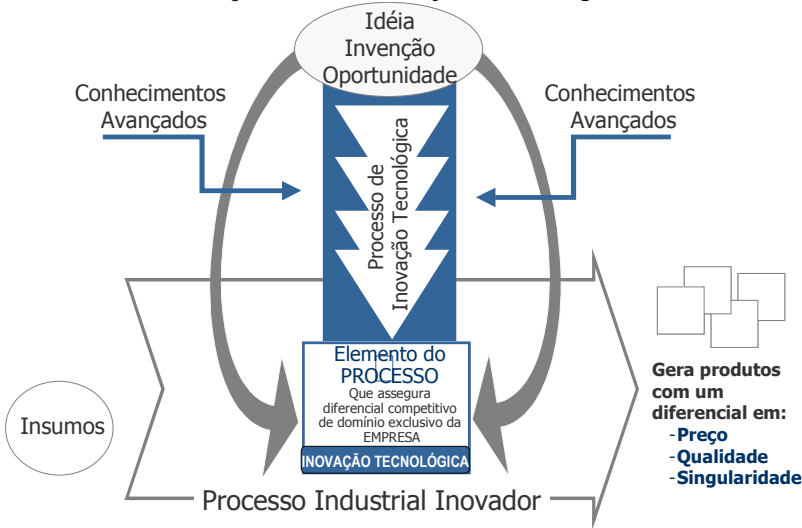 Idéia
Invenção
Oportunidade
Conhecimentos
Avançados
Conhecimentos
Avançados
Processo de
Inovação Tecnológica
Elemento do
PROCESSO
Que assegura
diferencial competitivo
de domínio exclusivo da
EMPRESA
INOVAÇÃO TECNOLÓGICA
Insumos
Processo Industrial Inovador
Gera produtos
com um
diferencial em:
-Preço
-Qualidade
-Singularidade